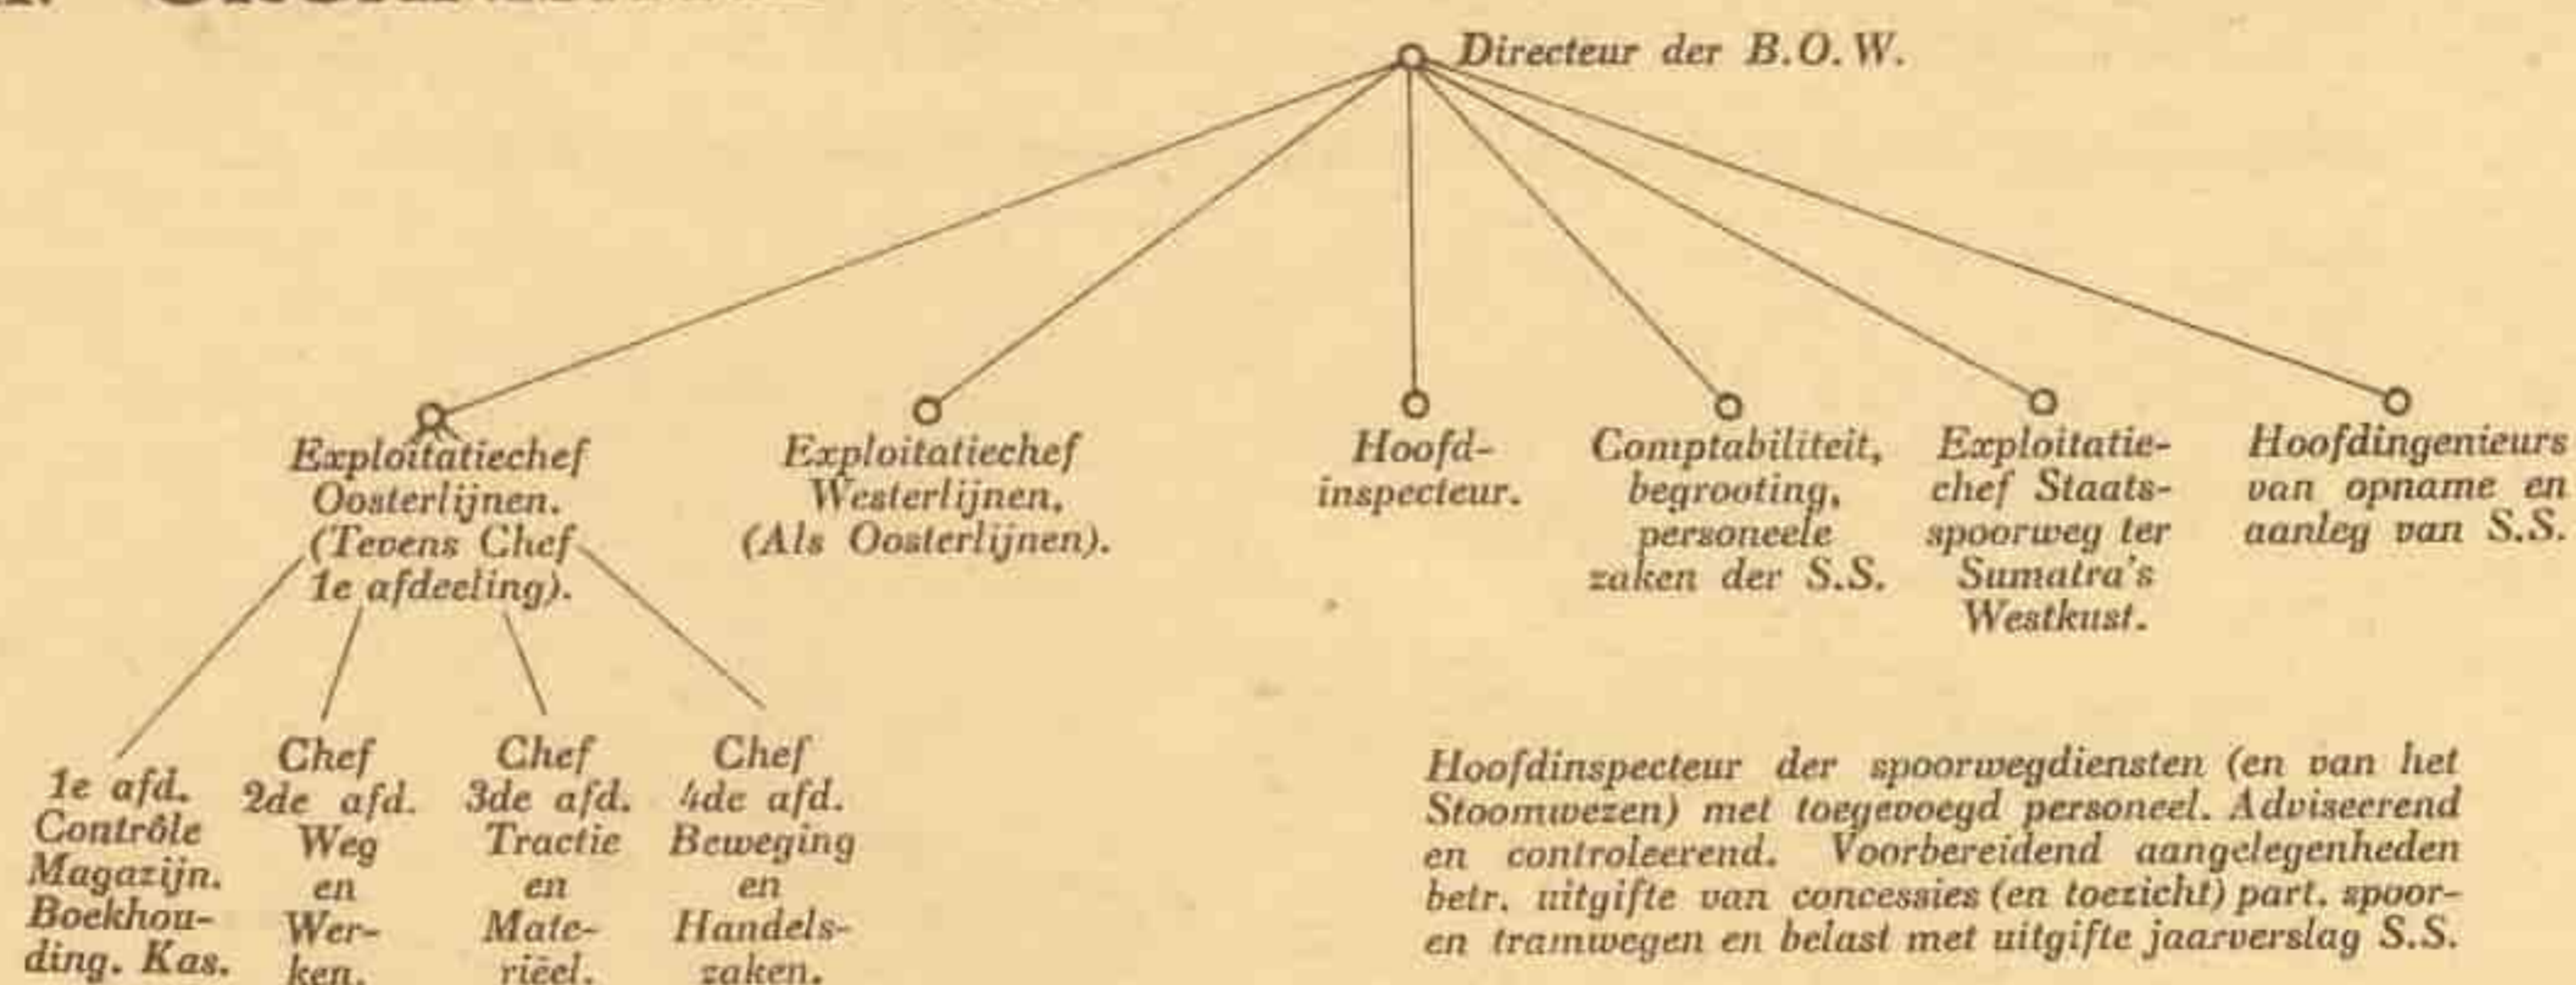 Directeur der B.O.W.
Exploitatiechef
Oosterlijnen.
(Tevens Chef
1e afdeeling).
Exploitatiechef
Westerlijnen.
(Als Oosterlijnen).
Hoofd-
inspecteur.
Comptabiliteit,
begrooting,
personeele
zaken der S.S.
Exploitatie-
chef Staats-
spoorweg ter
Sumatra's
Westkust.
Hoofdingenieurs
van opname en
aanleg van S.S.
1e afd.
Contrôle
Magazijn.
Boekhou-
ding. Kas.
Chef
2de afd.
Weg
en
Wer-
ken.
Chef
3de afd.
Tractie
en
Mate-
riëel.
Chef
4de afd.
Beweging
en
Handels-
zaken.
Hoofdinspecteur der spoorwegdiensten (en van het
Stoomwezen) met toegevoegd personeel. Adviseerend
en controleerend. Voorbereidend aangelegenheden
betr. uitgifte van concessies (en toezicht) part. spoor-
en tramwegen en belast met uitgifte jaarverslag S.S.